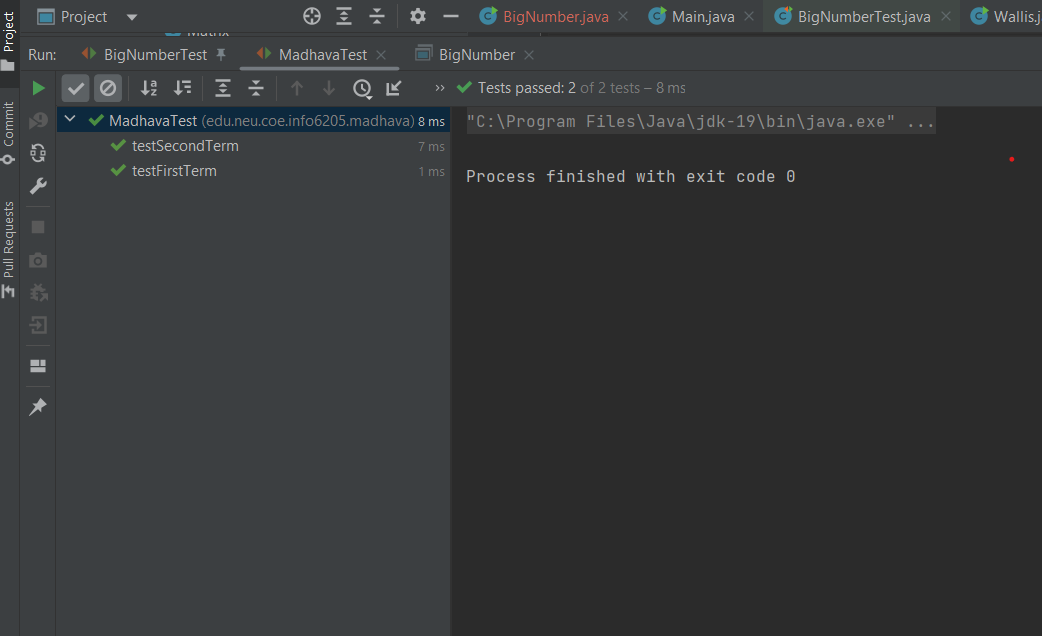 Project
BigNumber.java
Main.java
BigNumberTest.java
Wallis.j
Run:
BigNumberTest
MadhavaTest
BigNumber
Tests passed: 2 of 2 tests – 8 ms
MadhavaTest (edu.neu.coe.info6205.madhava) 8 ms
testSecondTerm 7 ms
testFirstTerm 1 ms
"C:\Program Files\Java\jdk-19\bin\java.exe" ...
Process finished with exit code 0
Project
Commit
Pull Requests